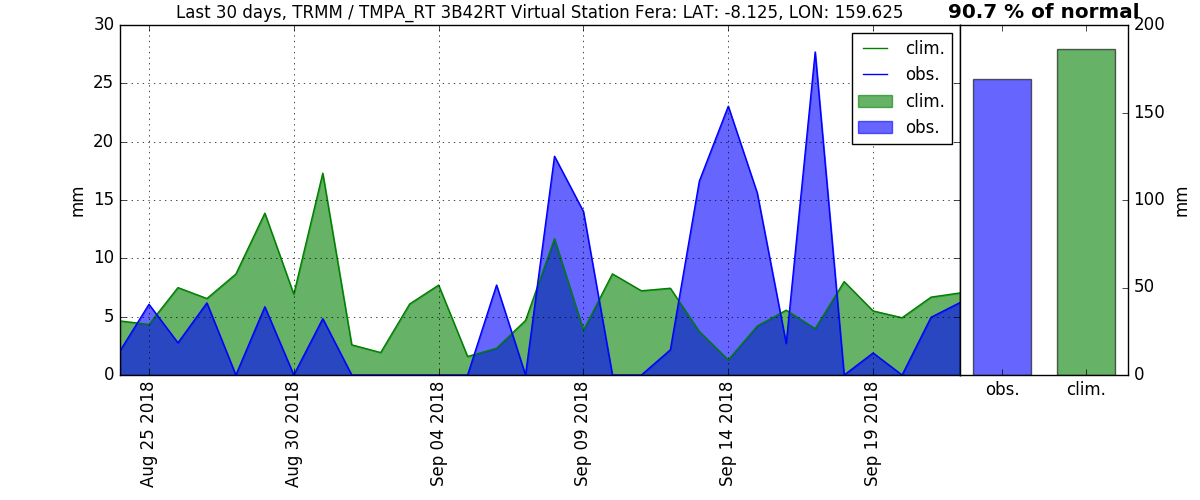 Last 30 days, TRMM / TMPA_RT 3B42RT Virtual Station Fera: LAT: -8.125, LON: 159.625
90.7 % of normal
30
25
20
15
10
5
0
mm
clim.
obs.
clim.
obs.
200
150
100
50
0
mm
obs.
clim.
Aug 25 2018
Aug 30 2018
Sep 04 2018
Sep 09 2018
Sep 14 2018
Sep 19 2018